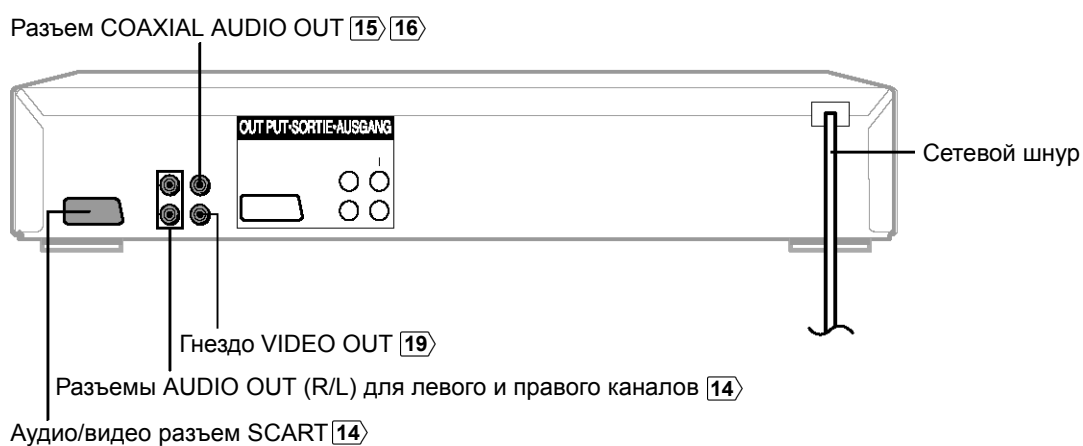 Разъем COAXIAL AUDIO OUT 15 16
OUT PUT•SORTIE•AUSGANG
Сетевой шнур
Гнездо VIDEO OUT 19
Разъемы AUDIO OUT (R/L) для левого и правого каналов 14
Аудио/видео разъем SCART 14